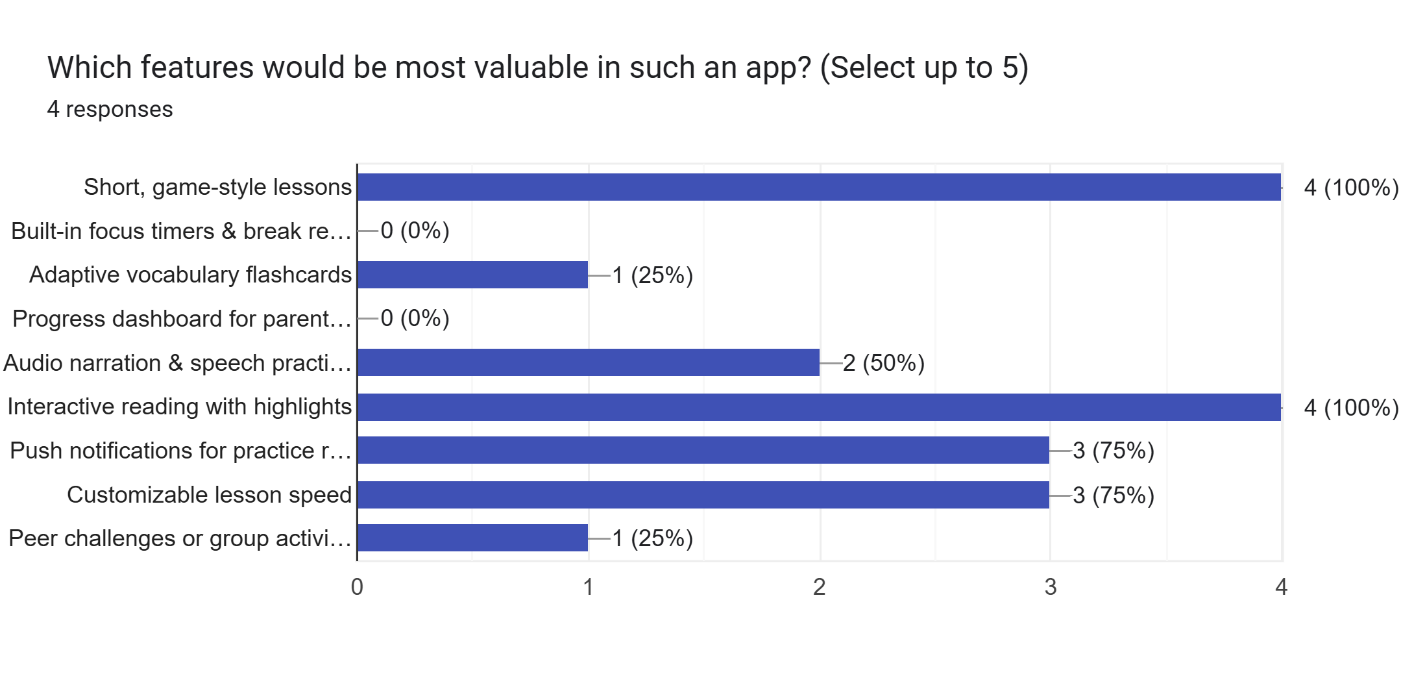 Which features would be most valuable in such an app? (Select up to 5)
4 responses
Short, game-style lessons 4 (100%)
Built-in focus timers & break re… 0 (0%)
Adaptive vocabulary flashcards 1 (25%)
Progress dashboard for parent… 0 (0%)
Audio narration & speech practi… 2 (50%)
Interactive reading with highlights 4 (100%)
Push notifications for practice r… 3 (75%)
Customizable lesson speed 3 (75%)
Peer challenges or group activi… 1 (25%)
0 1 2 3 4